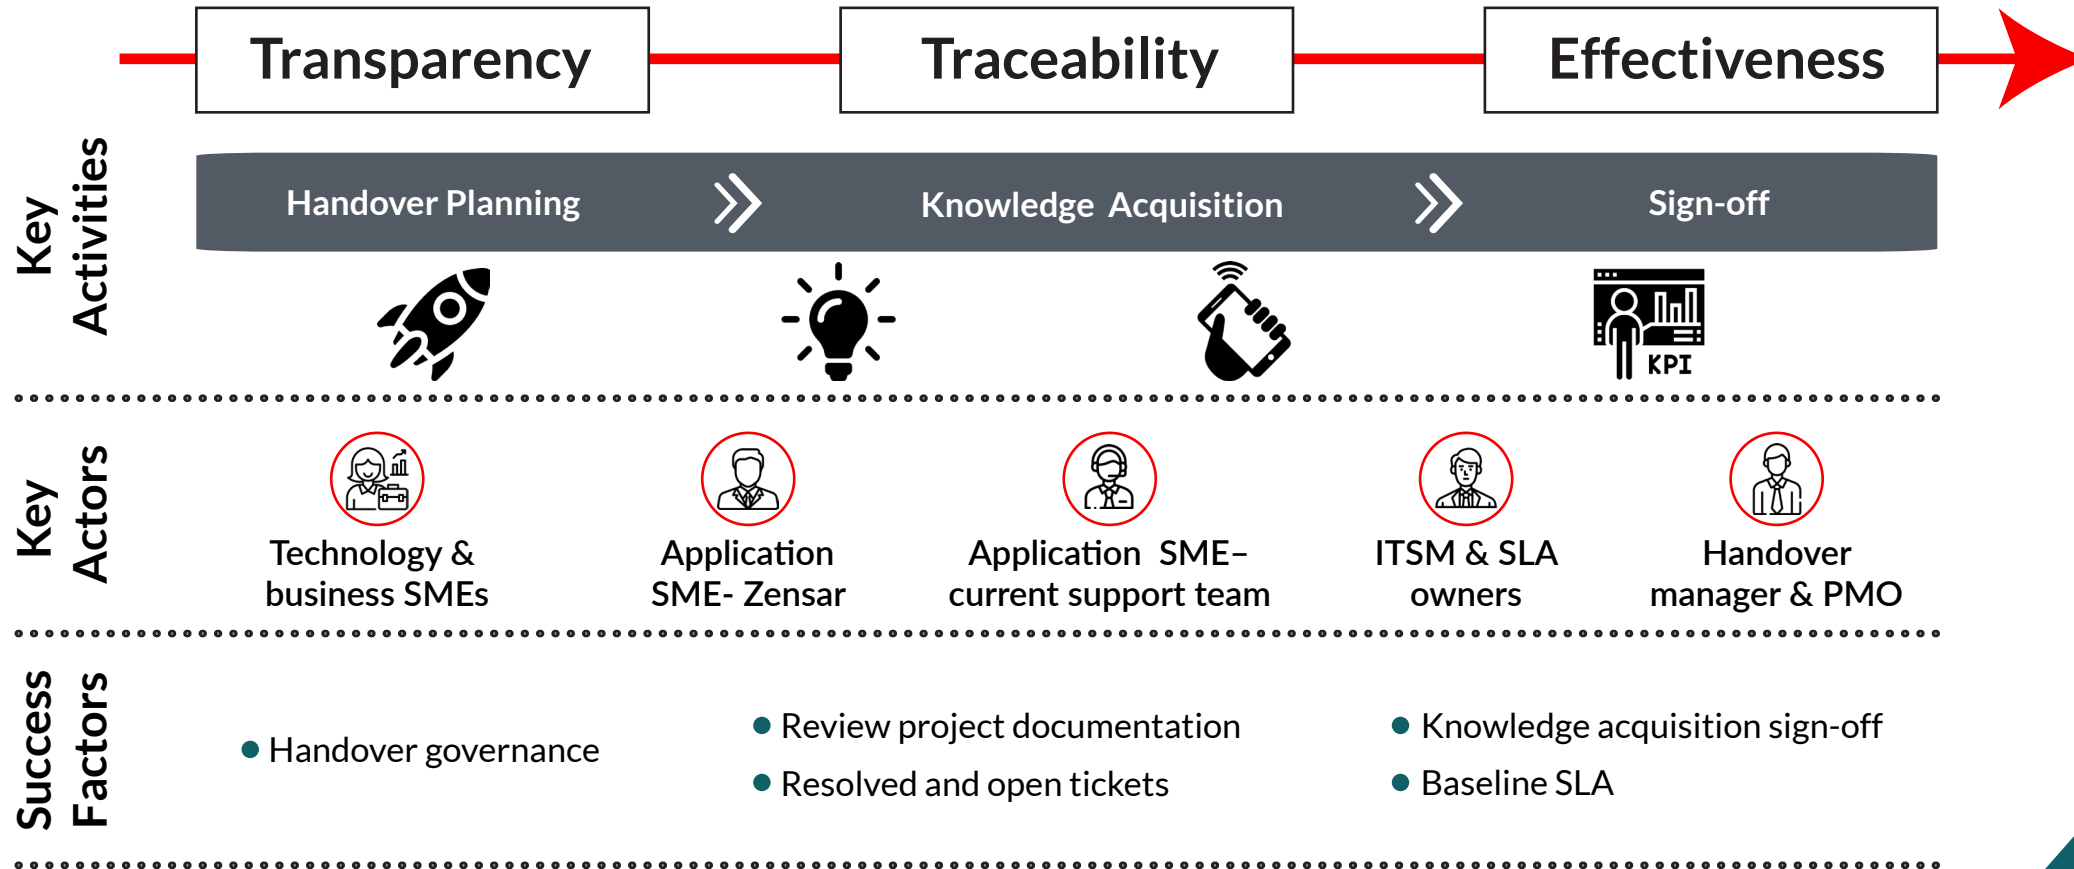 Transparency
Traceability
Effectiveness
Key
Activities
Handover Planning
Knowledge Acquisition
Sign-off
KPI
Key
Actors
Technology &
business SMEs
Application
SME- Zensar
Application SME–
current support team
ITSM & SLA
owners
Handover
manager & PMO
Success
Factors
Handover governance
Review project documentation
Resolved and open tickets
Knowledge acquisition sign-off
Baseline SLA